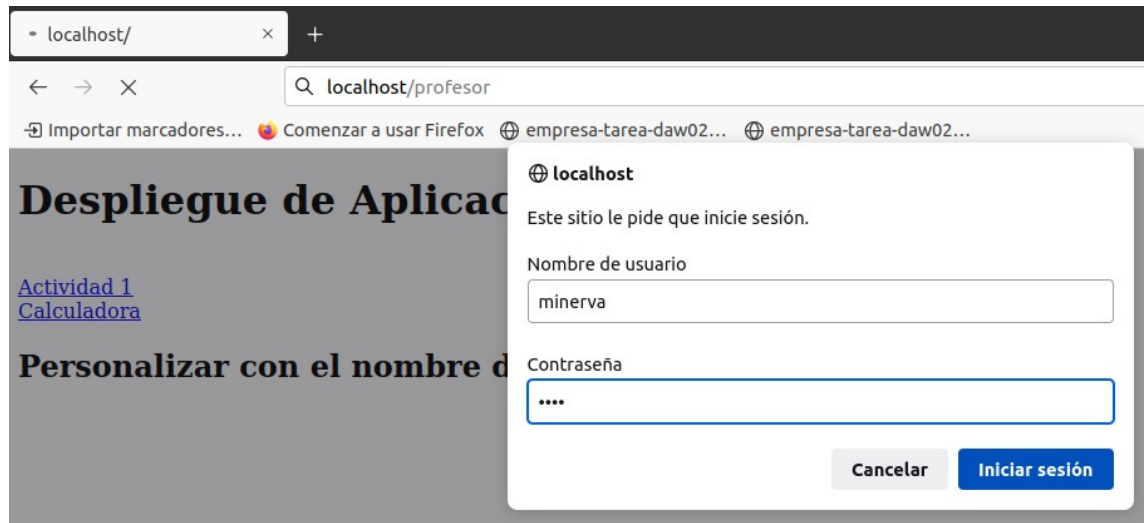 localhost/
localhost/profesor
Importar marcadores... Comenzar a usar Firefox empresa-tarea-daw02... empresa-tarea-daw02...
Despliegue de Aplicac
Actividad 1
Calculadora
Personalizar con el nombre d
localhost
Este sitio le pide que inicie sesión.
Nombre de usuario
minerva
Contraseña
••••
Cancelar Iniciar sesión